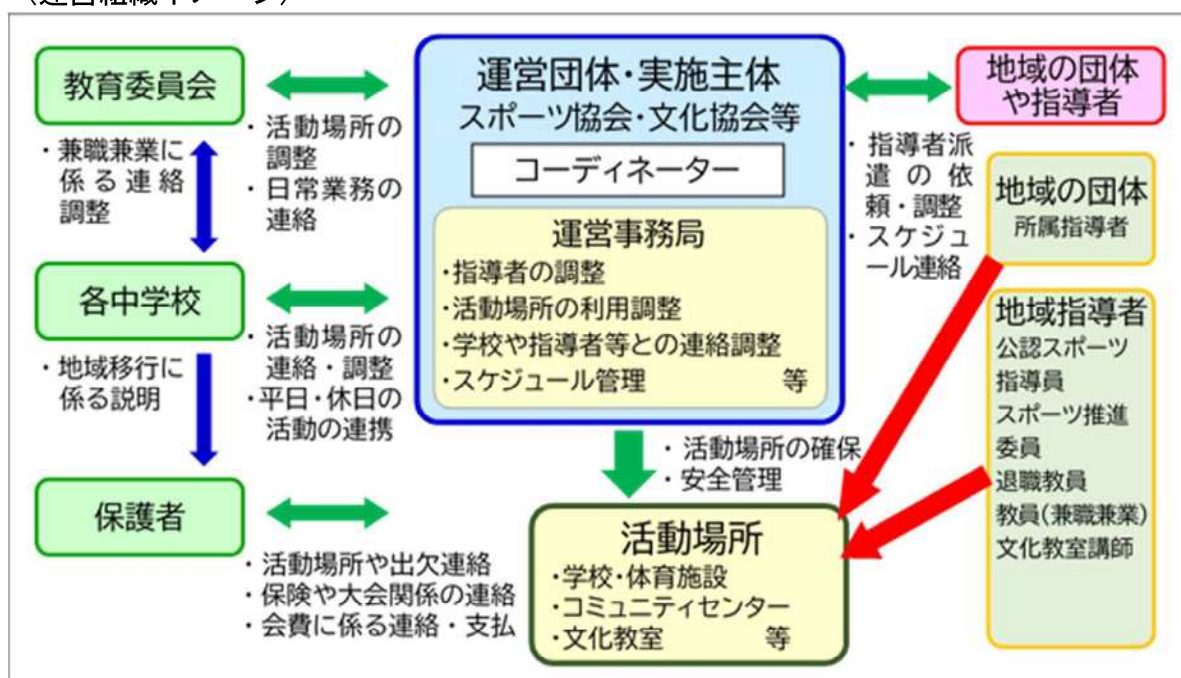 (運営組織イメージ)
教育委員会
・兼職兼業に
係る連絡
調整
各中学校
・地域移行に
係る説明
保護者
・活動場所の
調整
・日常業務の
連絡
・活動場所の
連絡・調整
・平日・休日の
活動の連携
・活動場所や出欠連絡
・保険や大会関係の連絡
・会費に係る連絡・支払
運営団体・実施主体
スポーツ協会・文化協会等
コーディネーター
運営事務局
・指導者の調整
・活動場所の利用調整
・学校や指導者等との連絡調整
・スケジュール管理 等
・活動場所の確保
・安全管理
活動場所
・学校・体育施設
・コミュニティセンター
・文化教室 等
・指導者派
遣の依
頼・調整
・スケジュ
ール連絡
地域の団体
や指導者
地域の団体
所属指導者
地域指導者
公認スポーツ
指導員
スポーツ推進
委員
退職教員
教員(兼職兼業)
文化教室講師